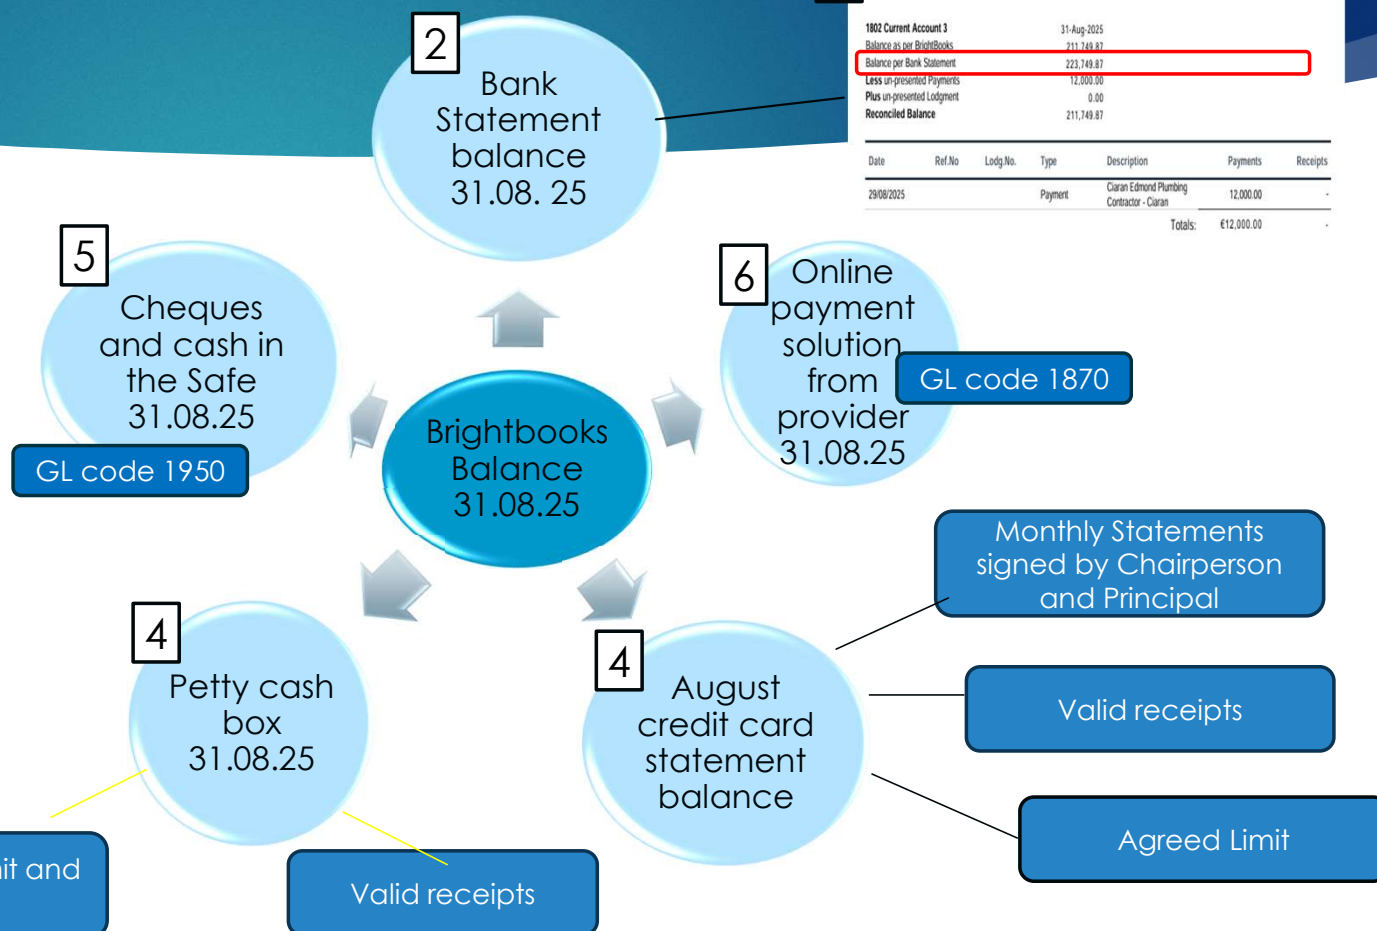 2
Bank
Statement
balance
31.08. 25
1802 Current Account 3 31-Aug-2025
Balance as per BrightBooks 211,749.87
Balance per Bank Statement 223,749.87
Less un-presented Payments 12,000.00
Plus un-presented Lodgment 0.00
Reconciled Balance 211,749.87
Date Ref.No Lodg.No. Type Description Payments Receipts
29/08/2025 Payment Ciaran Edmond Plumbing 12,000.00 -
Contractor - Ciaran
Totals: €12,000.00 -
5
Cheques
and cash in
the Safe
31.08.25
GL code 1950
6
Online
payment
solution
from
provider
31.08.25
GL code 1870
Brightbooks
Balance
31.08.25
4
Petty cash
box
31.08.25
4
August
credit card
statement
balance
Monthly Statements
signed by Chairperson
and Principal
Valid receipts
Agreed Limit
and
Valid receipts